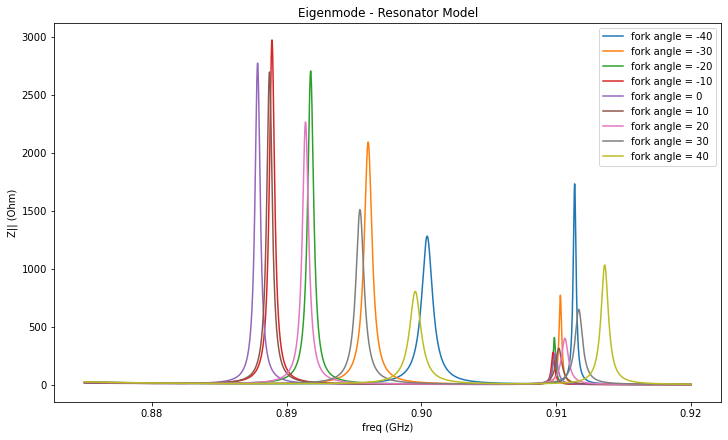 Eigenmode - Resonator Model
Z|| (Ohm)
3000
2500
2000
1500
1000
500
0
fork angle = -40
fork angle = -30
fork angle = -20
fork angle = -10
fork angle = 0
fork angle = 10
fork angle = 20
fork angle = 30
fork angle = 40
0.88
0.89
0.90
0.91
0.92
freq (GHz)